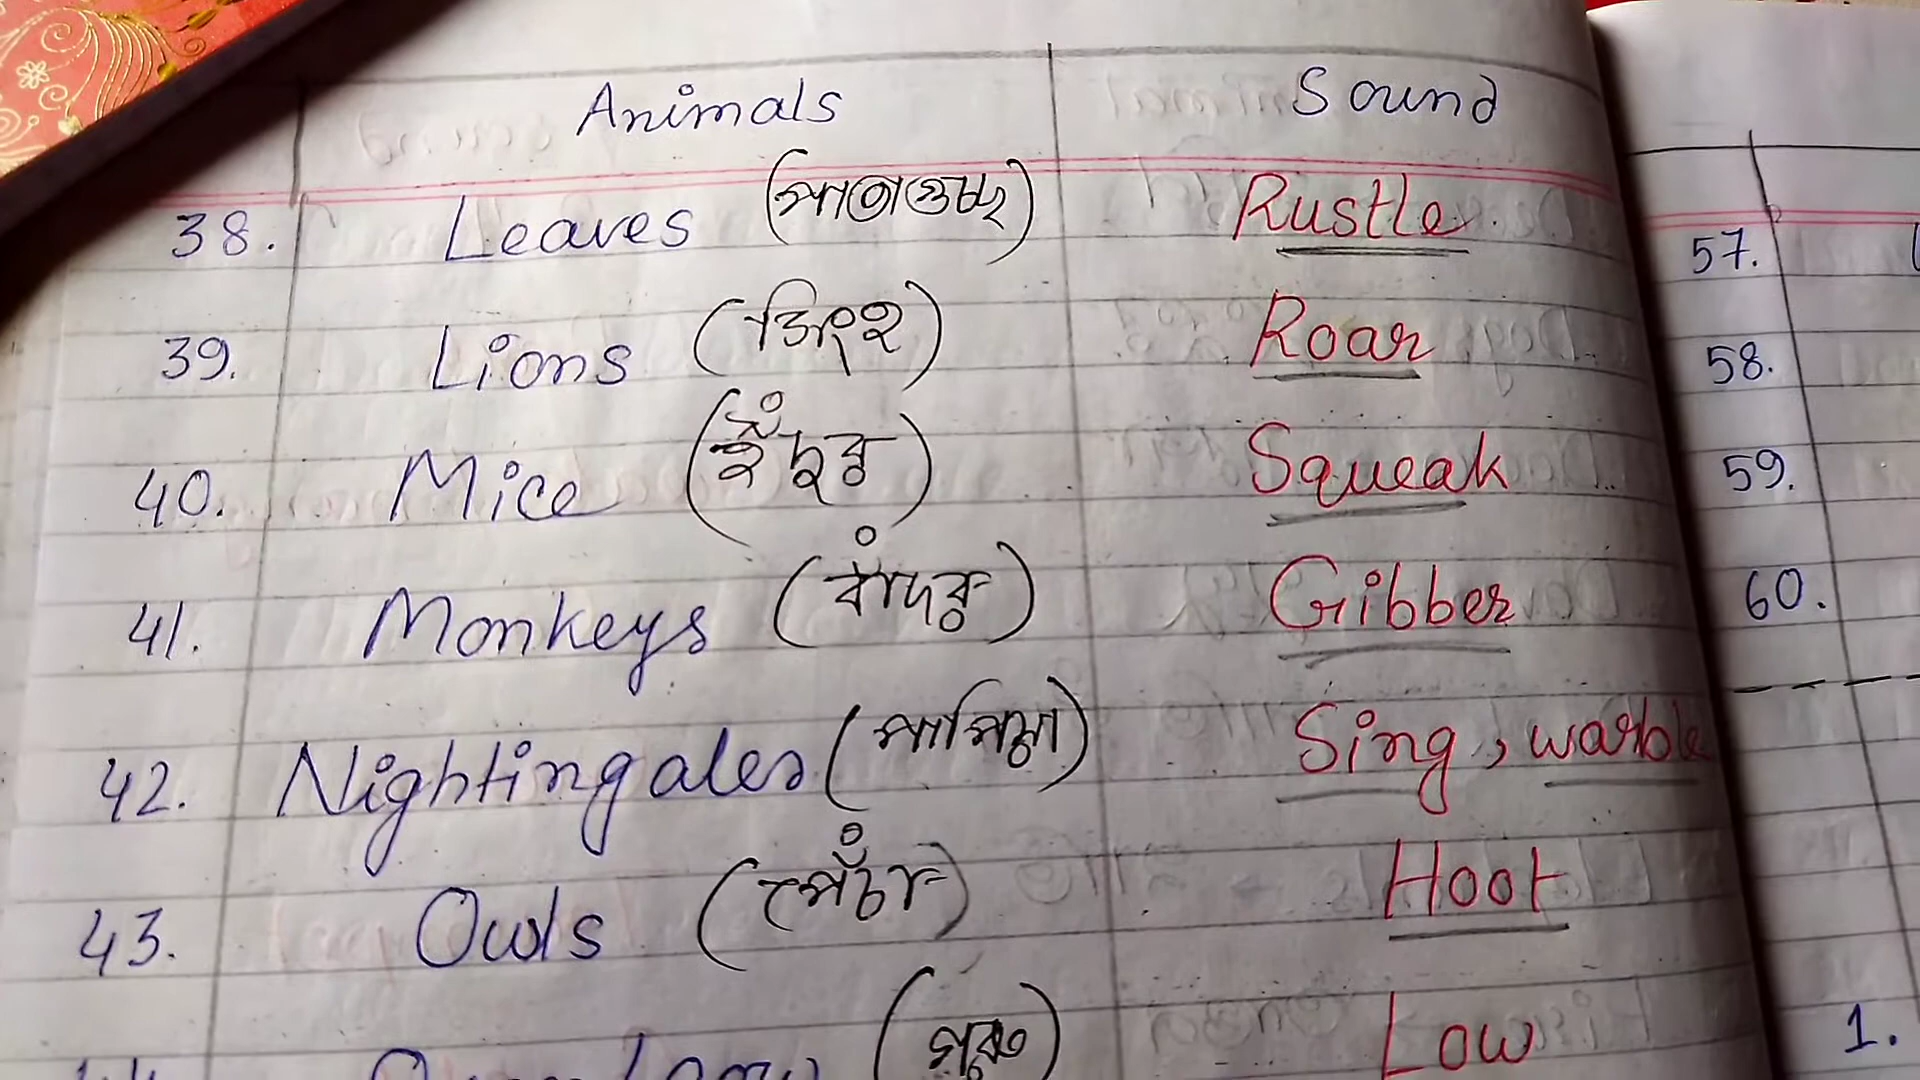 Animals Sound
38. Leaves (পাতাগুচ্ছ) Rustle
39. Lions (সিংহ) Roar
40. Mice (ইঁদুর) Squeak
41. Monkeys (বাঁদর) Gibber
42. Nightingales (পাপিয়া) Sing, warble
43. Owls (পেঁচা) Hoot
Low
57.
58.
59.
60.
1.